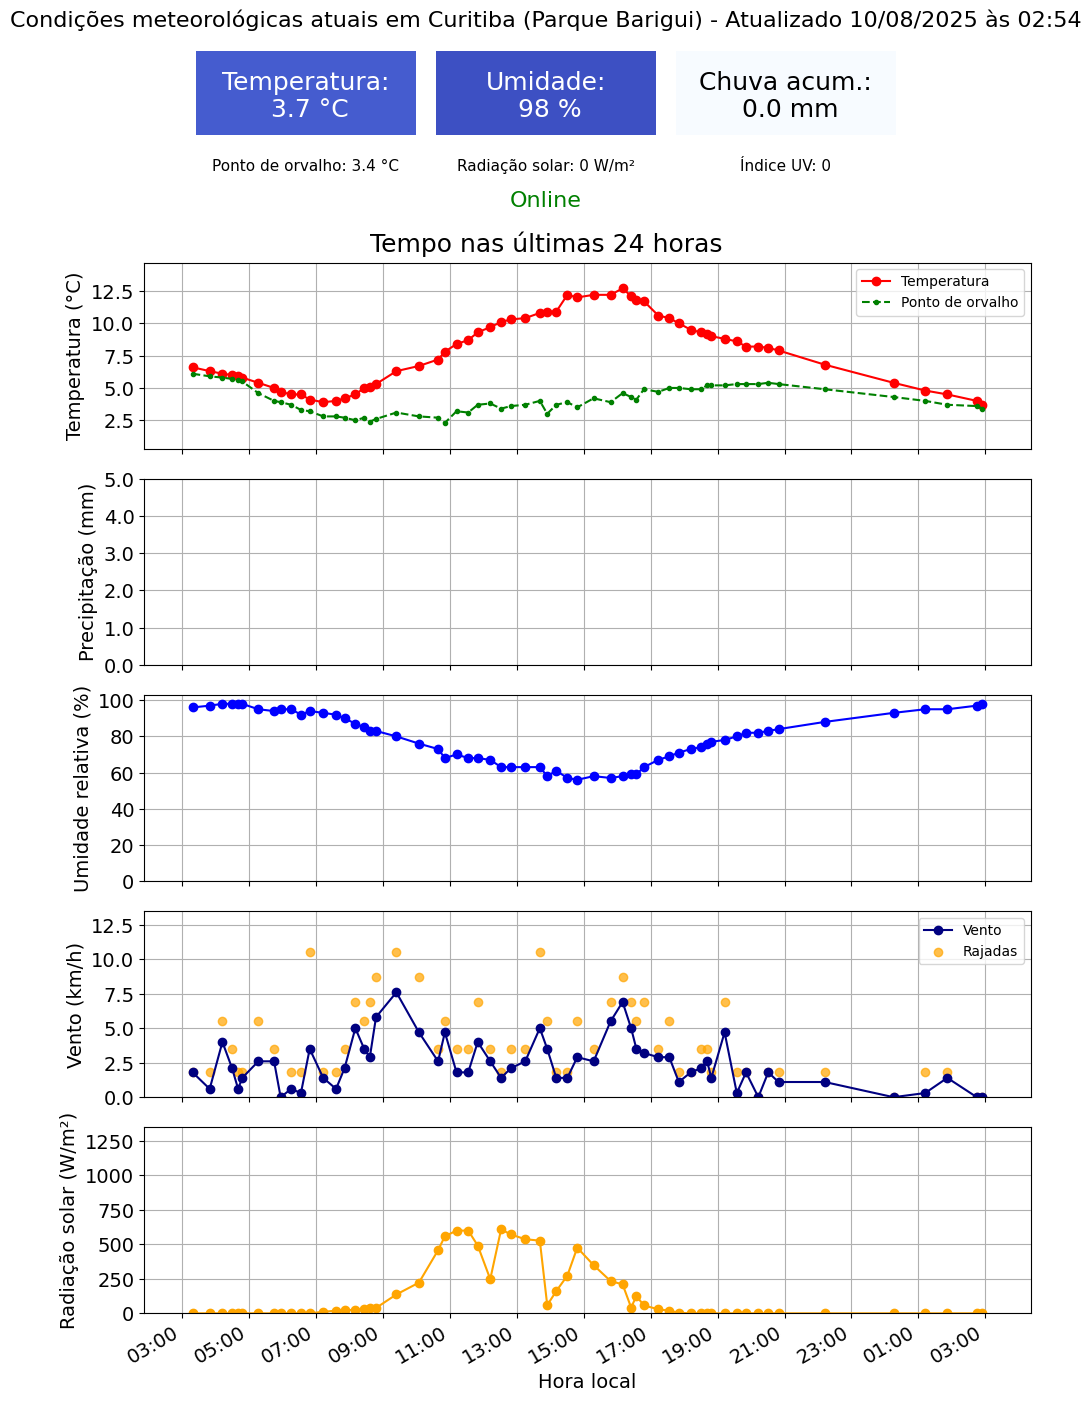 Condições meteorológicas atuais em Curitiba (Parque Barigui) - Atualizado 10/08/2025 às 02:54
Temperatura:
3.7 °C
Umidade:
98 %
Chuva acum.:
0.0 mm
Ponto de orvalho: 3.4 °C
Radiação solar: 0 W/m²
Índice UV: 0
Online
Tempo nas últimas 24 horas
Temperatura (°C)
12.5
10.0
7.5
5.0
2.5
Temperatura
Ponto de orvalho
Precipitação (mm)
5.0
4.0
3.0
2.0
1.0
0.0
Umidade relativa (%)
100
80
60
40
20
0
Vento (km/h)
12.5
10.0
7.5
5.0
2.5
0.0
Vento
Rajadas
Radiação solar (W/m²)
1250
1000
750
500
250
0
03:00 05:00 07:00 09:00 11:00 13:00 15:00 17:00 19:00 21:00 23:00 01:00 03:00
Hora local